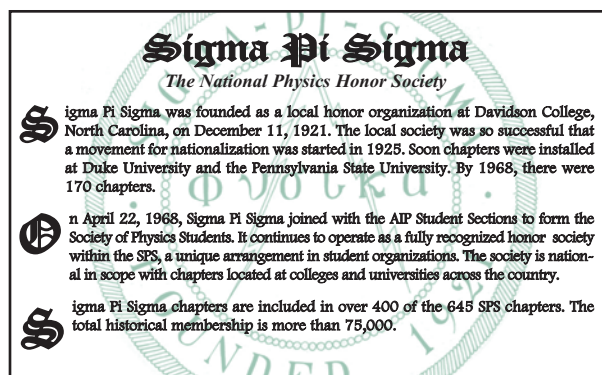 Sigma Pi Sigma
The National Physics Honor Society
Sigma Pi Sigma was founded as a local honor organization at Davidson College,
North Carolina, on December 11, 1921. The local society was so successful that
a movement for nationalization was started in 1925. Soon chapters were installed
at Duke University and the Pennsylvania State University. By 1968, there were
170 chapters.
On April 22, 1968, Sigma Pi Sigma joined with the AIP Student Sections to form the
Society of Physics Students. It continues to operate as a fully recognized honor society
within the SPS, a unique arrangement in student organizations. The society is nation-
al in scope with chapters located at colleges and universities across the country.
Sigma Pi Sigma chapters are included in over 400 of the 645 SPS chapters. The
total historical membership is more than 75,000.